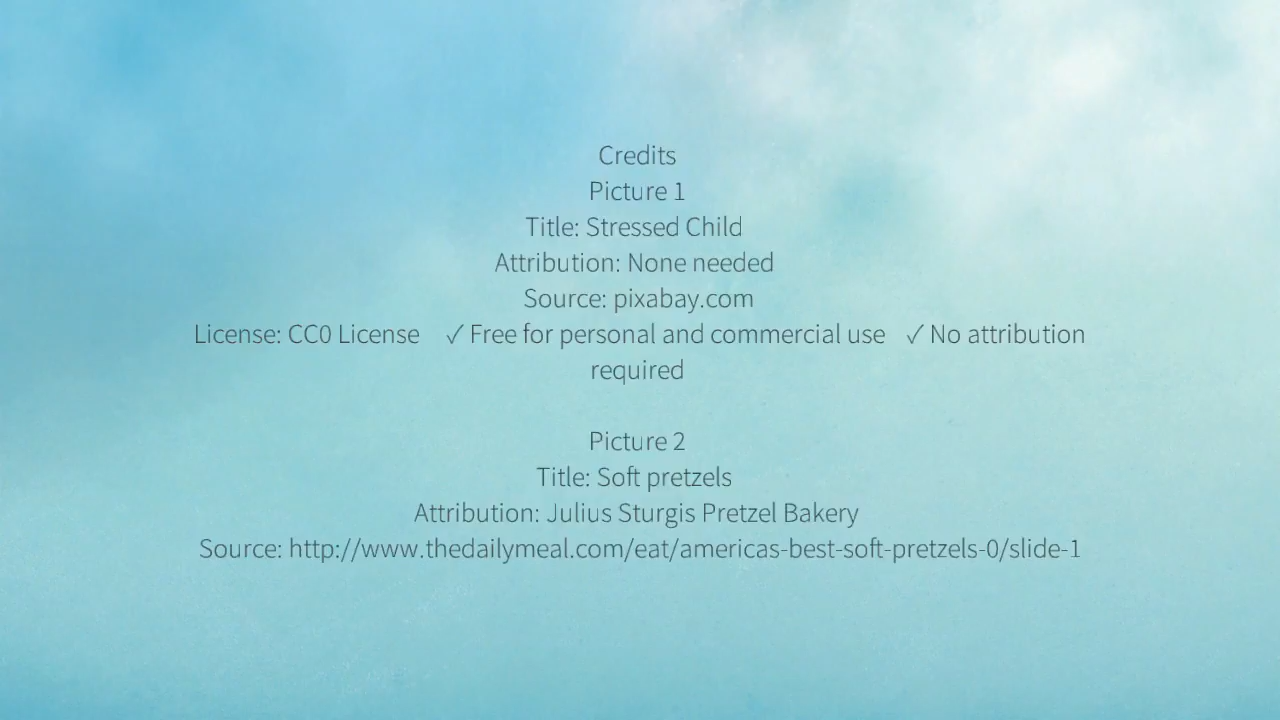 Credits
Picture 1
Title: Stressed Child
Attribution: None needed
Source: pixabay.com
License: CC0 License ✓ Free for personal and commercial use ✓ No attribution
required
Picture 2
Title: Soft pretzels
Attribution: Julius Sturgis Pretzel Bakery
Source: http://www.thedailymeal.com/eat/americas-best-soft-pretzels-0/slide-1